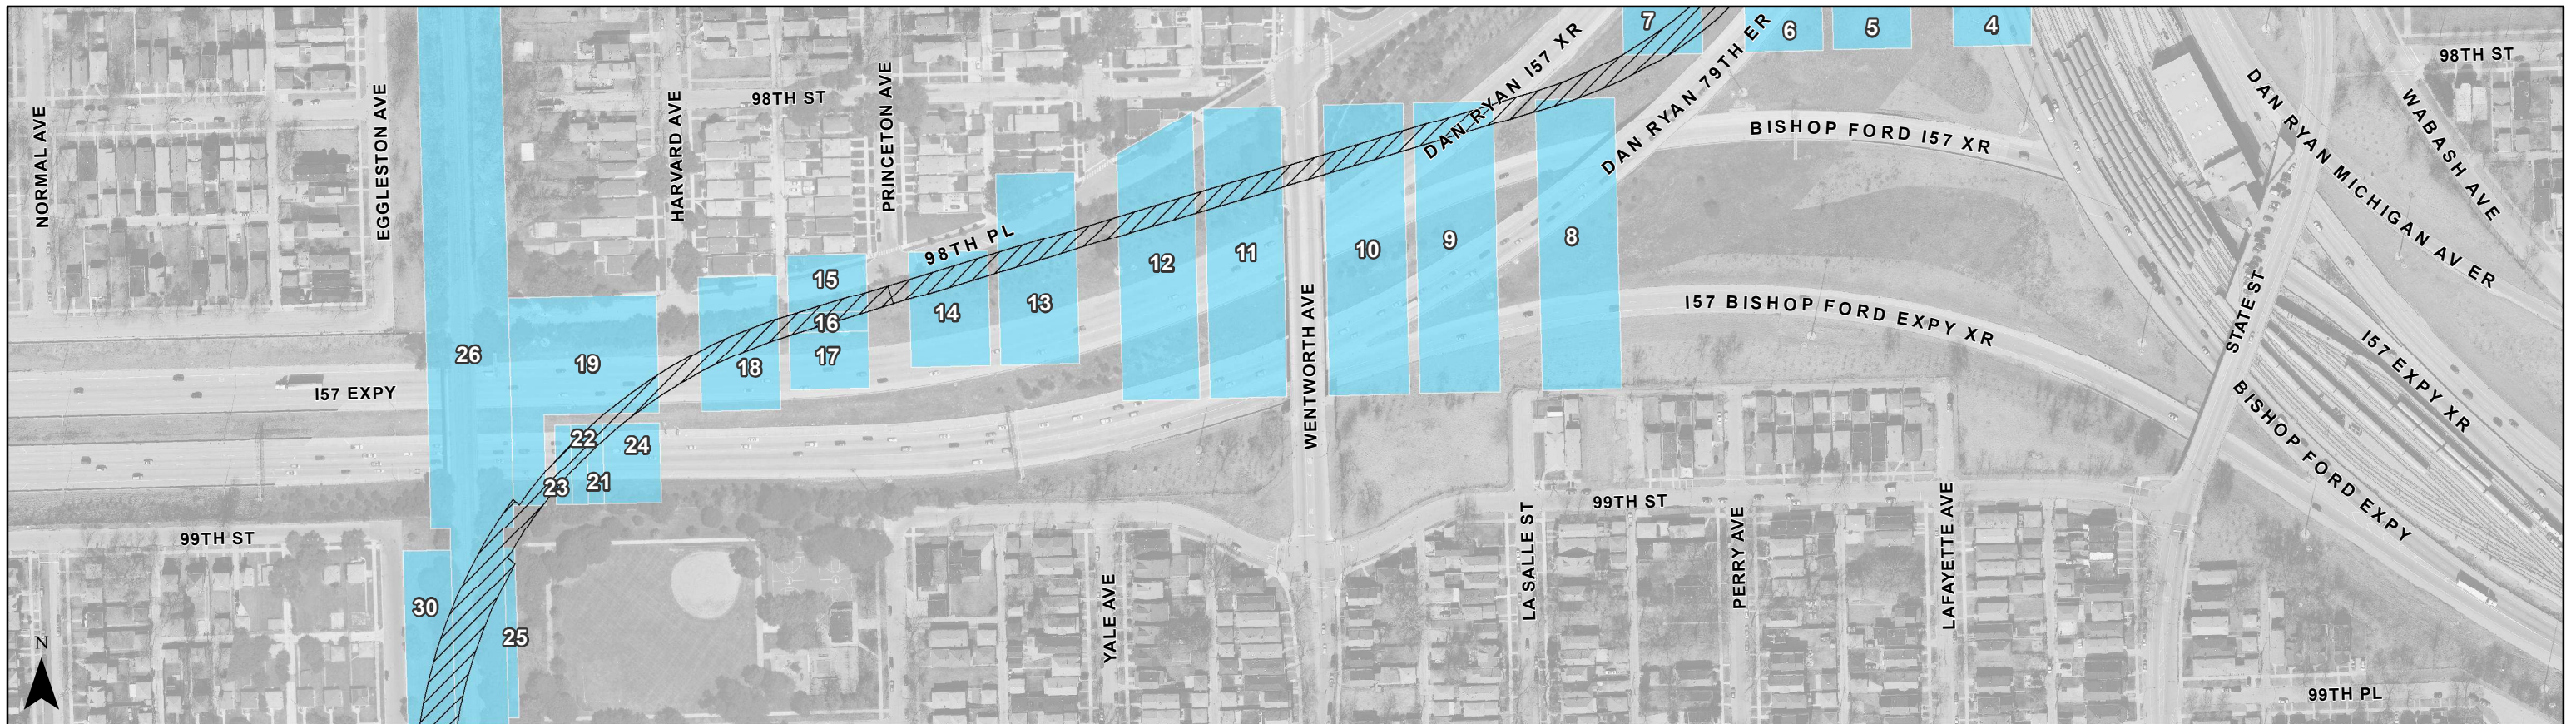 7
6
5
4
98TH ST
DAN RYAN I57 XR
DAN RYAN 79TH ER
98TH ST
NORMAL AVE
EGGLESTON AVE
HARVARD AVE
PRINCETON AVE
BISHOP FORD I57 XR
DAN RYAN MICHIGAN AV ER
WABASH AVE
98TH PL
12
11
10
9
8
15
13
14
16
17
18
19
26
I57 EXPY
WENTWORTH AVE
I57 BISHOP FORD EXPY XR
STATE ST
I57 EXPY XR
BISHOP FORD EXPY
22
24
23
21
99TH ST
99TH ST
LA SALLE ST
PERRY AVE
LAFAYETTE AVE
YALE AVE
30
25
N
99TH PL